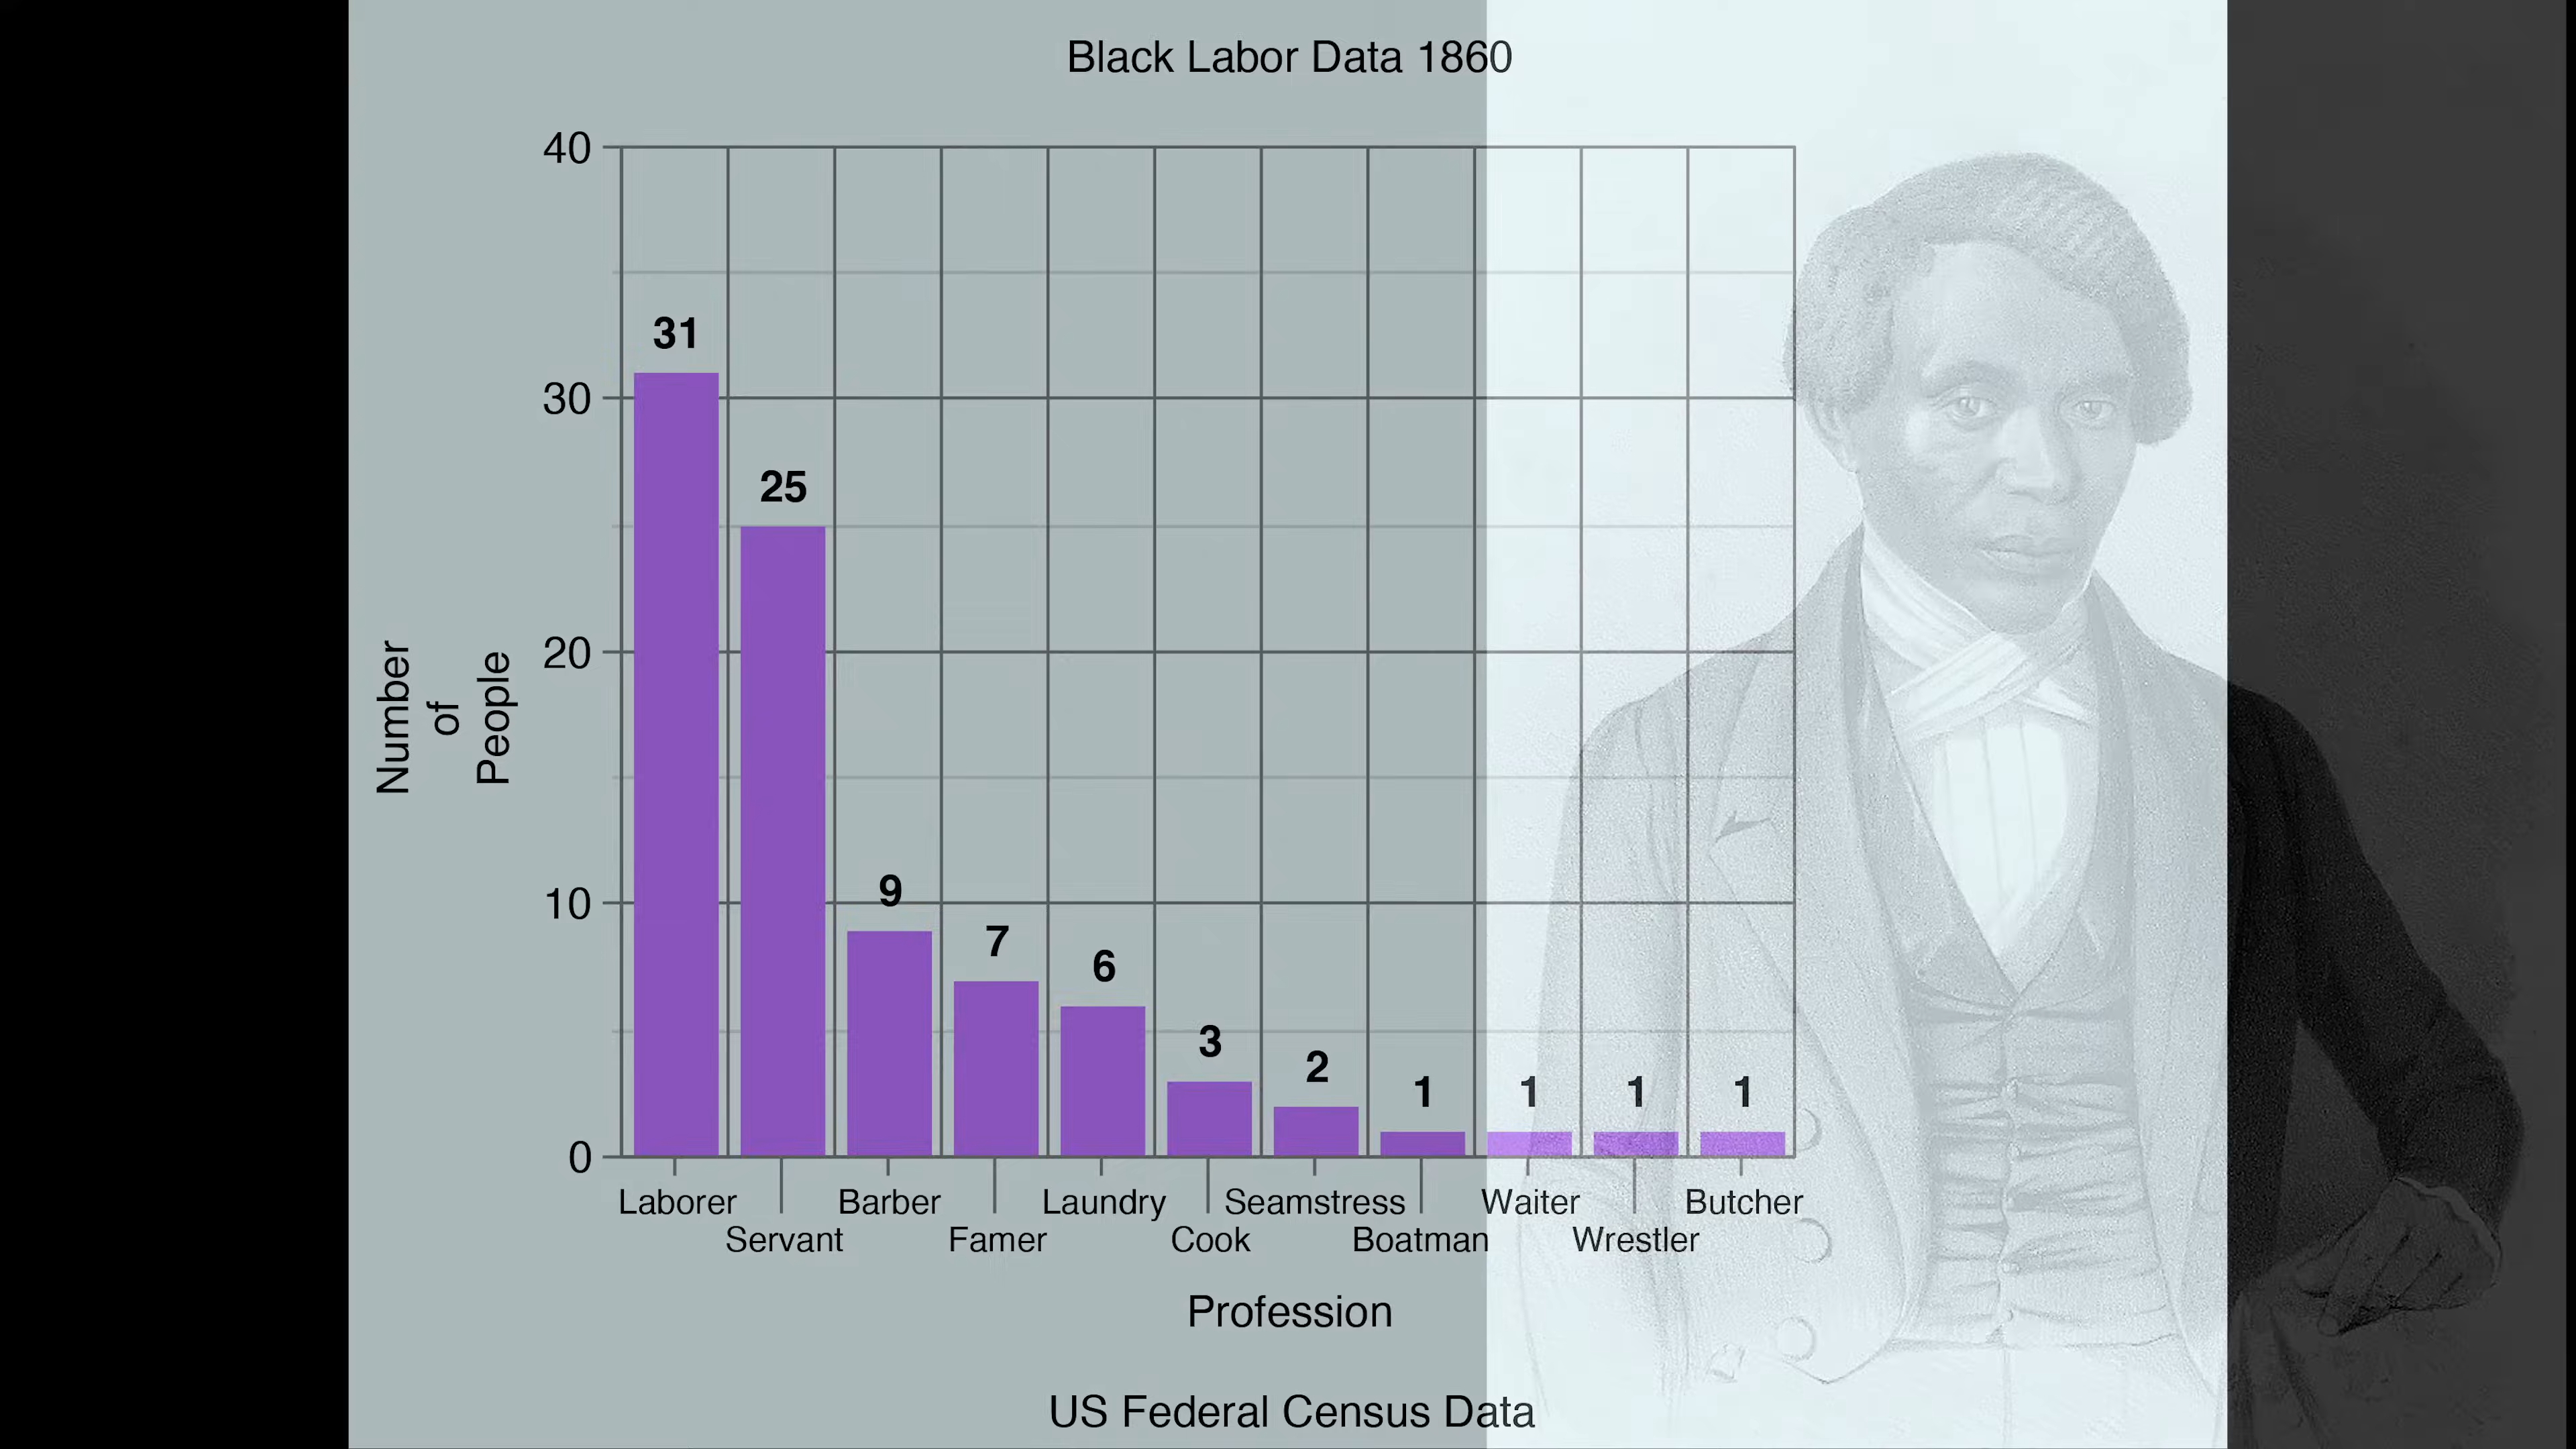 Black Labor Data 1860
40
30
20
10
0
Number
of
People
31
25
9
7
6
3
2
1
1
1
1
Laborer
Servant
Barber
Famer
Laundry
Cook
Seamstress
Boatman
Waiter
Wrestler
Butcher
Profession
US Federal Census Data